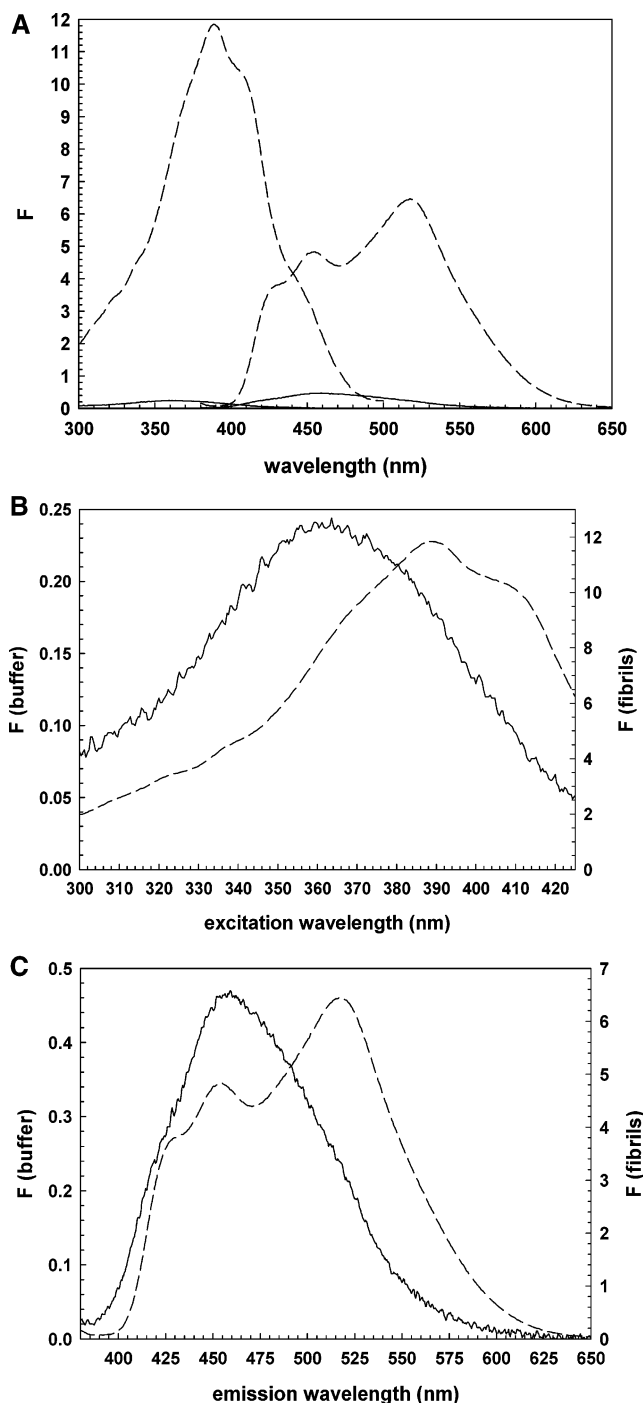 A
12
11
10
9
8
7
6
5
4
3
2
1
0
F
300 350 400 450 500 550 600 650
wavelength (nm)
B
0.25
0.20
0.15
0.10
0.05
0.00
F (buffer)
12
10
8
6
4
2
0
F (fibrils)
300 310 320 330 340 350 360 370 380 390 400 410 420
excitation wavelength (nm)
C
0.5
0.4
0.3
0.2
0.1
0.0
F (buffer)
7
6
5
4
3
2
1
0
F (fibrils)
400 425 450 475 500 525 550 575 600 625 650
emission wavelength (nm)